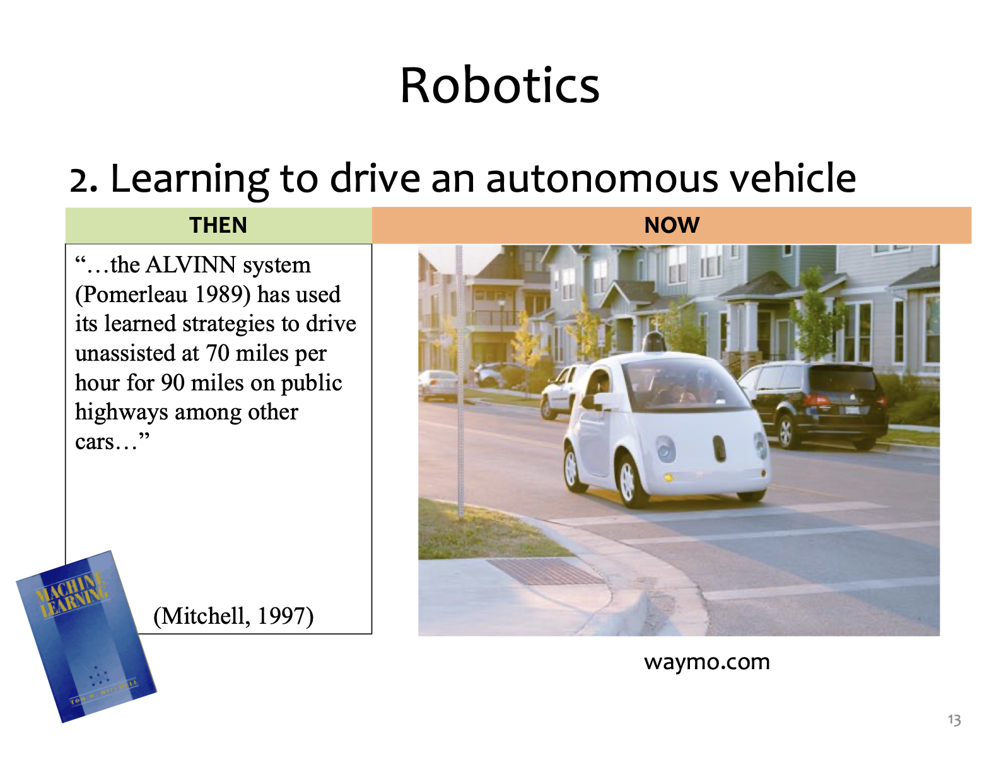 Robotics
2. Learning to drive an autonomous vehicle
THEN
NOW
“…the ALVINN system
(Pomerleau 1989) has used
its learned strategies to drive
unassisted at 70 miles per
hour for 90 miles on public
highways among other
cars…”
(Mitchell, 1997)
MACHINE
LEARNING
TOM M. MITCHELL
waymo.com
13